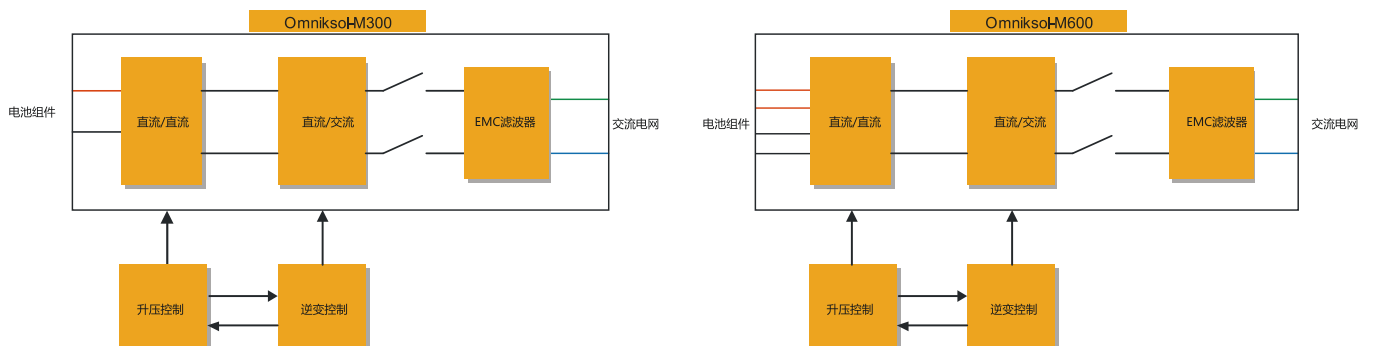 Omniksol-M300
电池组件
直流/直流
直流/交流
EMC滤波器
交流电网
升压控制
逆变控制
Omniksol-M600
电池组件
直流/直流
直流/交流
EMC滤波器
交流电网
升压控制
逆变控制